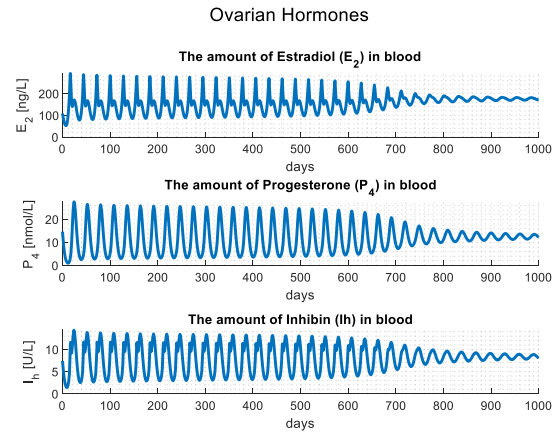 Ovarian Hormones
The amount of Estradiol (E2) in blood
E2 [ng/L]
200
100
0
0 100 200 300 400 500 600 700 800 900 1000
days
The amount of Progesterone (P4) in blood
P4 [nmol/L]
20
10
0
0 100 200 300 400 500 600 700 800 900 1000
days
The amount of Inhibin (Ih) in blood
Ih [U/L]
10
5
0
0 100 200 300 400 500 600 700 800 900 1000
days